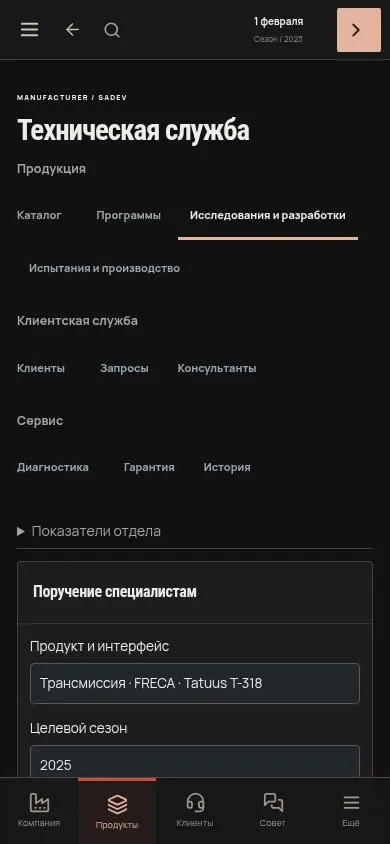 1 февраля
Сезон / 2025
MANUFACTURER / SADEV
Техническая служба
Продукция
Каталог Программы Исследования и разработки
Испытания и производство
Клиентская служба
Клиенты Запросы Консультанты
Сервис
Диагностика Гарантия История
Показатели отдела
Поручение специалистам
Продукт и интерфейс
Трансмиссия · FRECA · Tatuus T-318
Целевой сезон
2025
Компания Продукты Клиенты Совет Ещё